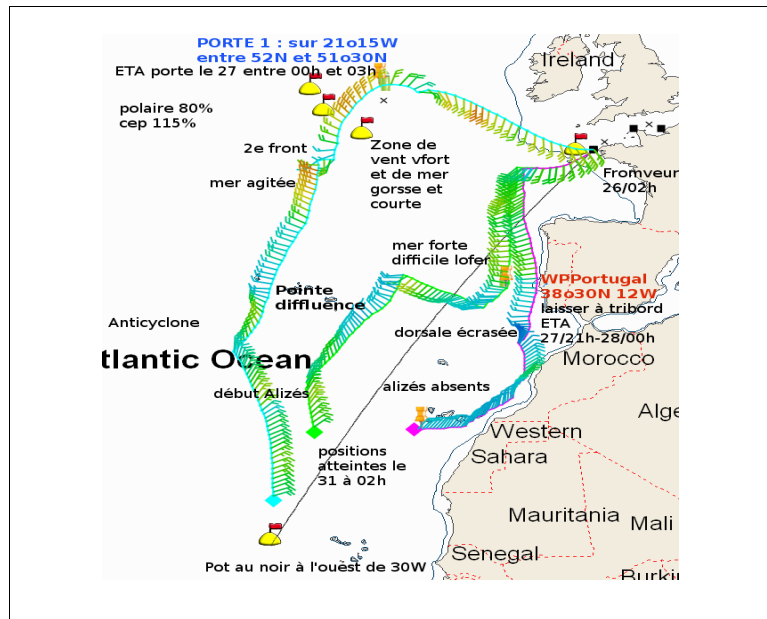 PORTE 1 : sur 21o15W
entre 52N et 51o30N
ETA porte le 27 entre 00h et 03h
Ireland
polaire 80%
cep 115%
2e front
Zone de
vent vfort
et de mer
gorsse et
courte
mer agitée
Fromveur
26/02h
mer forte
difficile lofer
WPPortugal
38o30N 12W
laisser à tribord
ETA
27/21h-28/00h
Pointe
diffluence
Anticyclone
dorsale écrasée
tlantic Ocean
Morocco
début Alizés
alizés absents
Alge
positions
atteintes le
31 à 02h
Western
Sahara
Mauritania
Mali
Senegal
Pot au noir à l'ouest de 30W
Burki